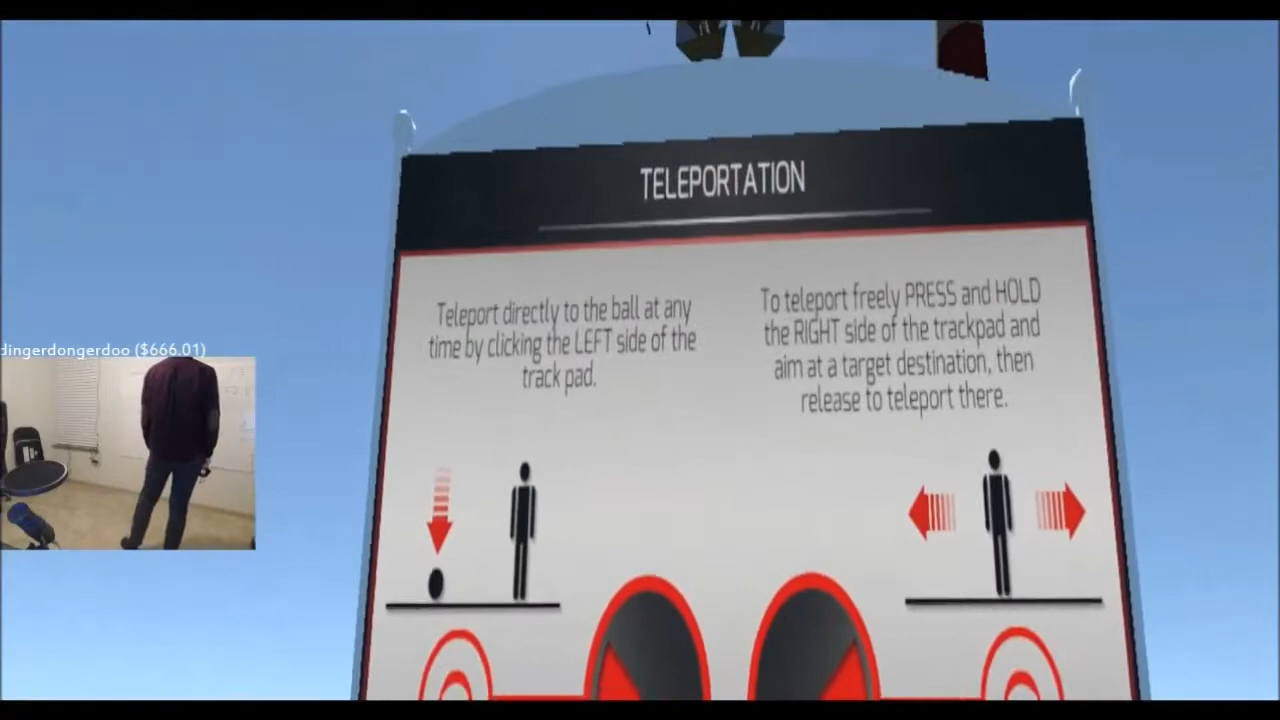 TELEPORTATION
Teleport directly to the ball at any
time by clicking the LEFT side of the
track pad.
To teleport freely PRESS and HOLD
the RIGHT side of the trackpad and
aim at a target destination, then
release to teleport there.
dingerdongerdoo ($666.01)